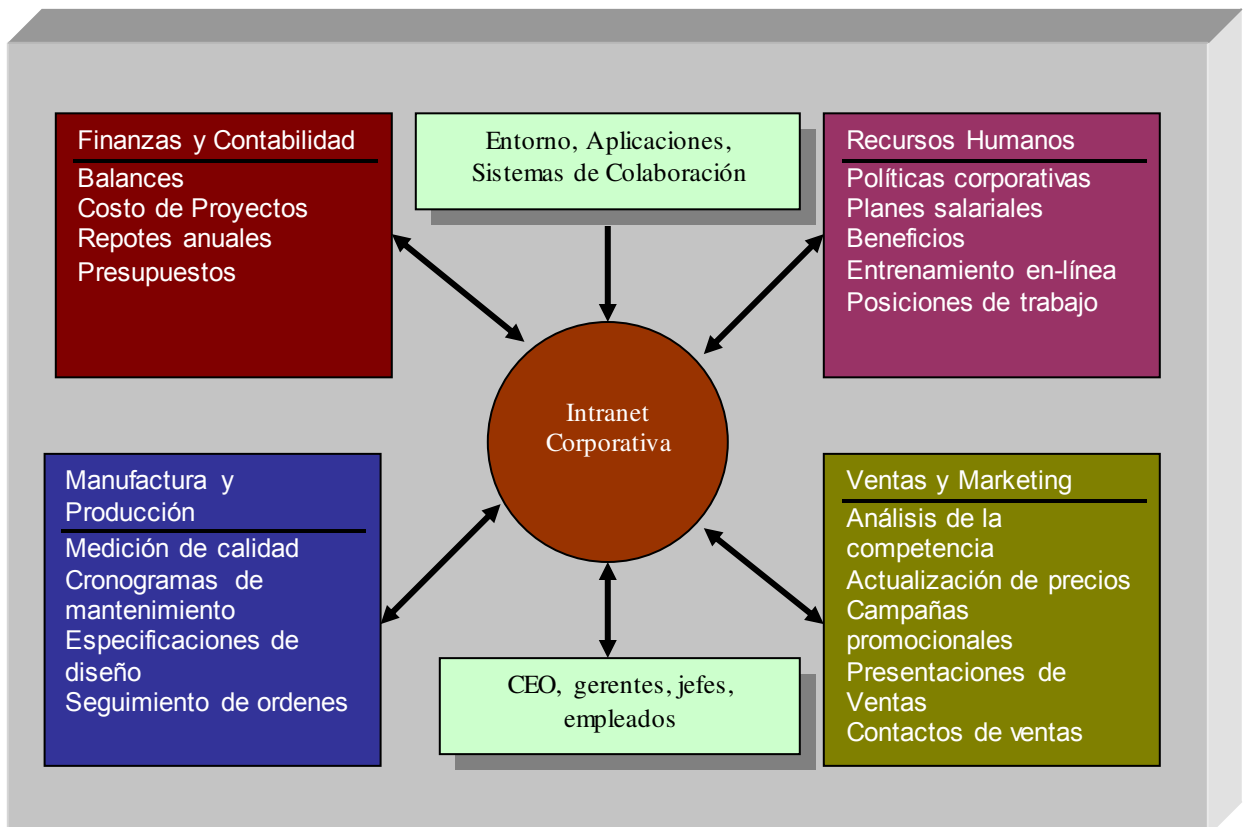 Finanzas y Contabilidad
Balances
Costo de Proyectos
Repotes anuales
Presupuestos
Entorno, Aplicaciones,
Sistemas de Colaboración
Recursos Humanos
Políticas corporativas
Planes salariales
Beneficios
Entrenamiento en-línea
Posiciones de trabajo
Intranet
Corporativa
Manufactura y
Producción
Medición de calidad
Cronogramas de
mantenimiento
Especificaciones de
diseño
Seguimiento de ordenes
CEO, gerentes, jefes,
empleados
Ventas y Marketing
Análisis de la
competencia
Actualización de precios
Campañas
promocionales
Presentaciones de
Ventas
Contactos de ventas